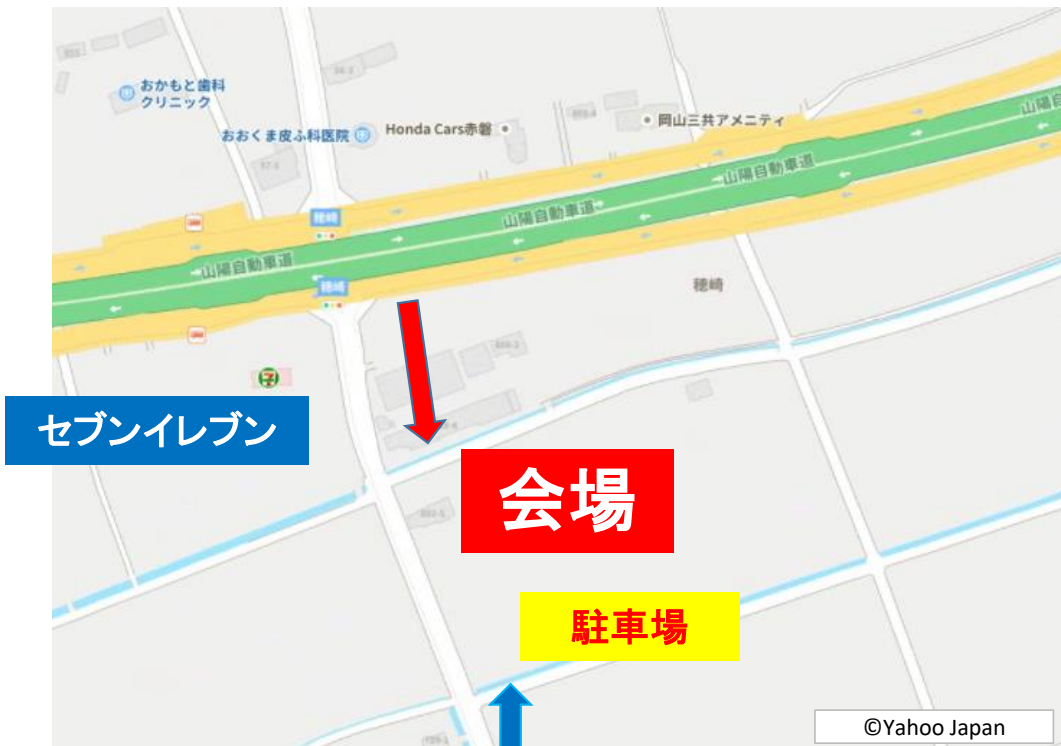 おかもと歯科
クリニック
おおくま皮ふ科医院
Honda Cars赤磐
岡山三共アメニティ
山陽自
山陽自動車道
山陽自動車道
山陽自動車道
穂崎
穂崎
穂崎
セブンイレブン
会場
駐車場
©Yahoo Japan